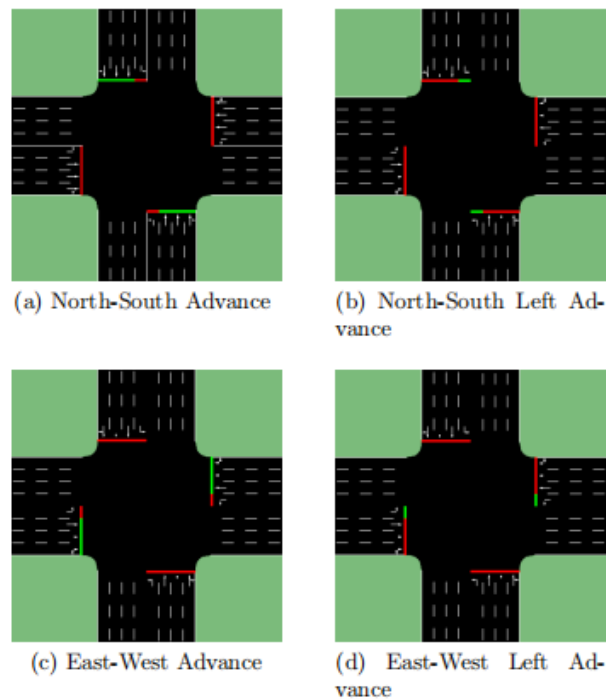 (a) North-South Advance
(b) North-South Left Ad-
vance
(c) East-West Advance
(d) East-West Left Ad-
vance